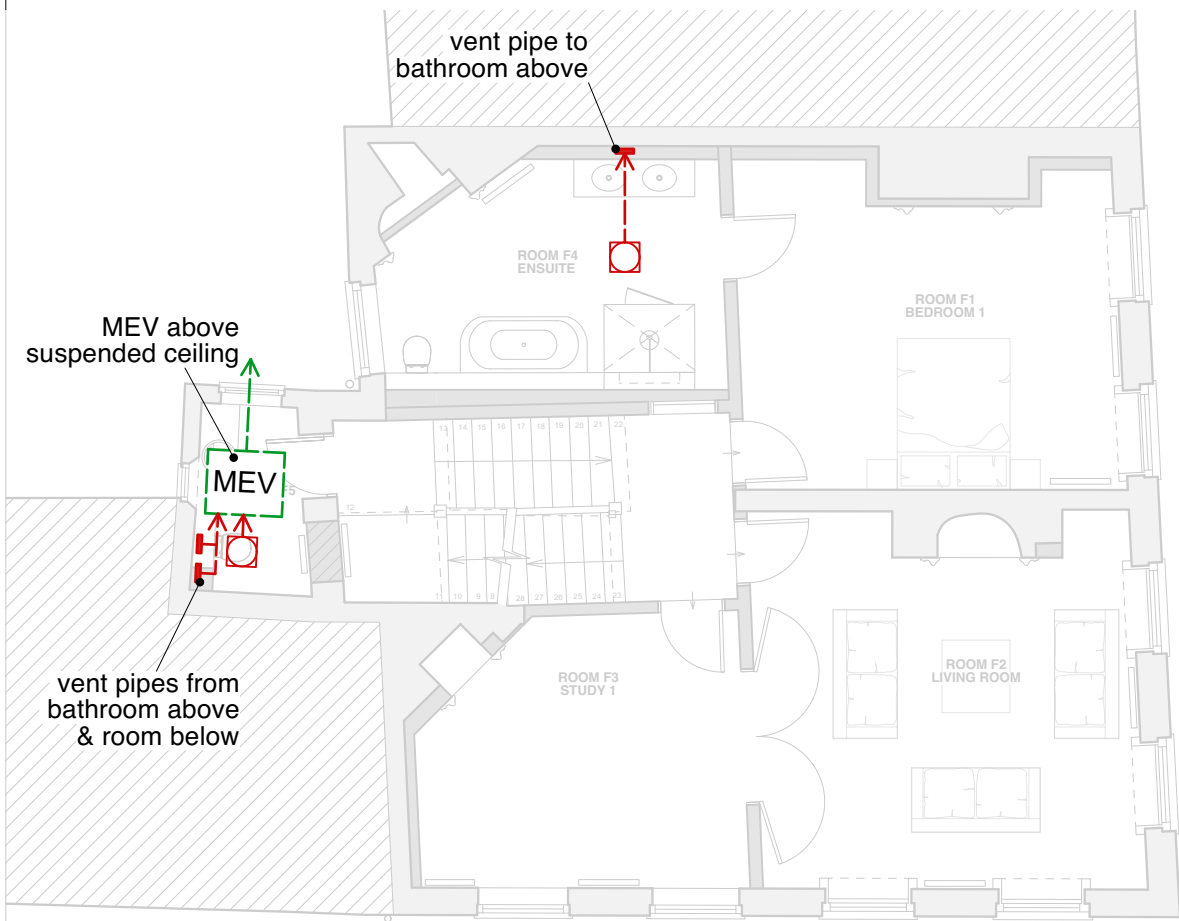 vent pipe to
bathroom above
ROOM F4
ENSUITE
ROOM F1
BEDROOM 1
MEV above
suspended ceiling
MEV
13 14 15 16 17 18 19 20 21 22
12
11 10 9 8 28 27 26 25 24 23
ROOM F3
STUDY 1
ROOM F2
LIVING ROOM
vent pipes from
bathroom above
& room below